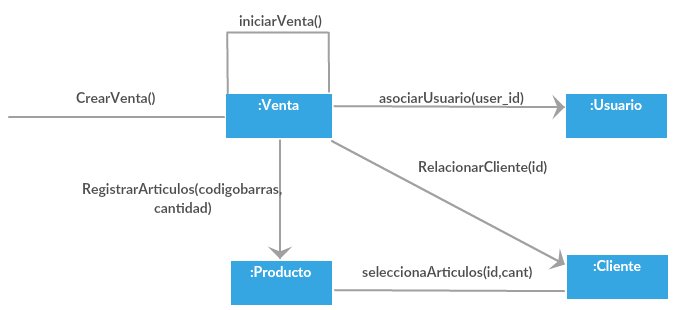 iniciarVenta()
CrearVenta()
:Venta
asociarUsuario(user_id)
:Usuario
RelacionarCliente(id)
RegistrarArticulos(codigobarras,
cantidad)
:Producto
seleccionaArticulos(id,cant)
:Cliente